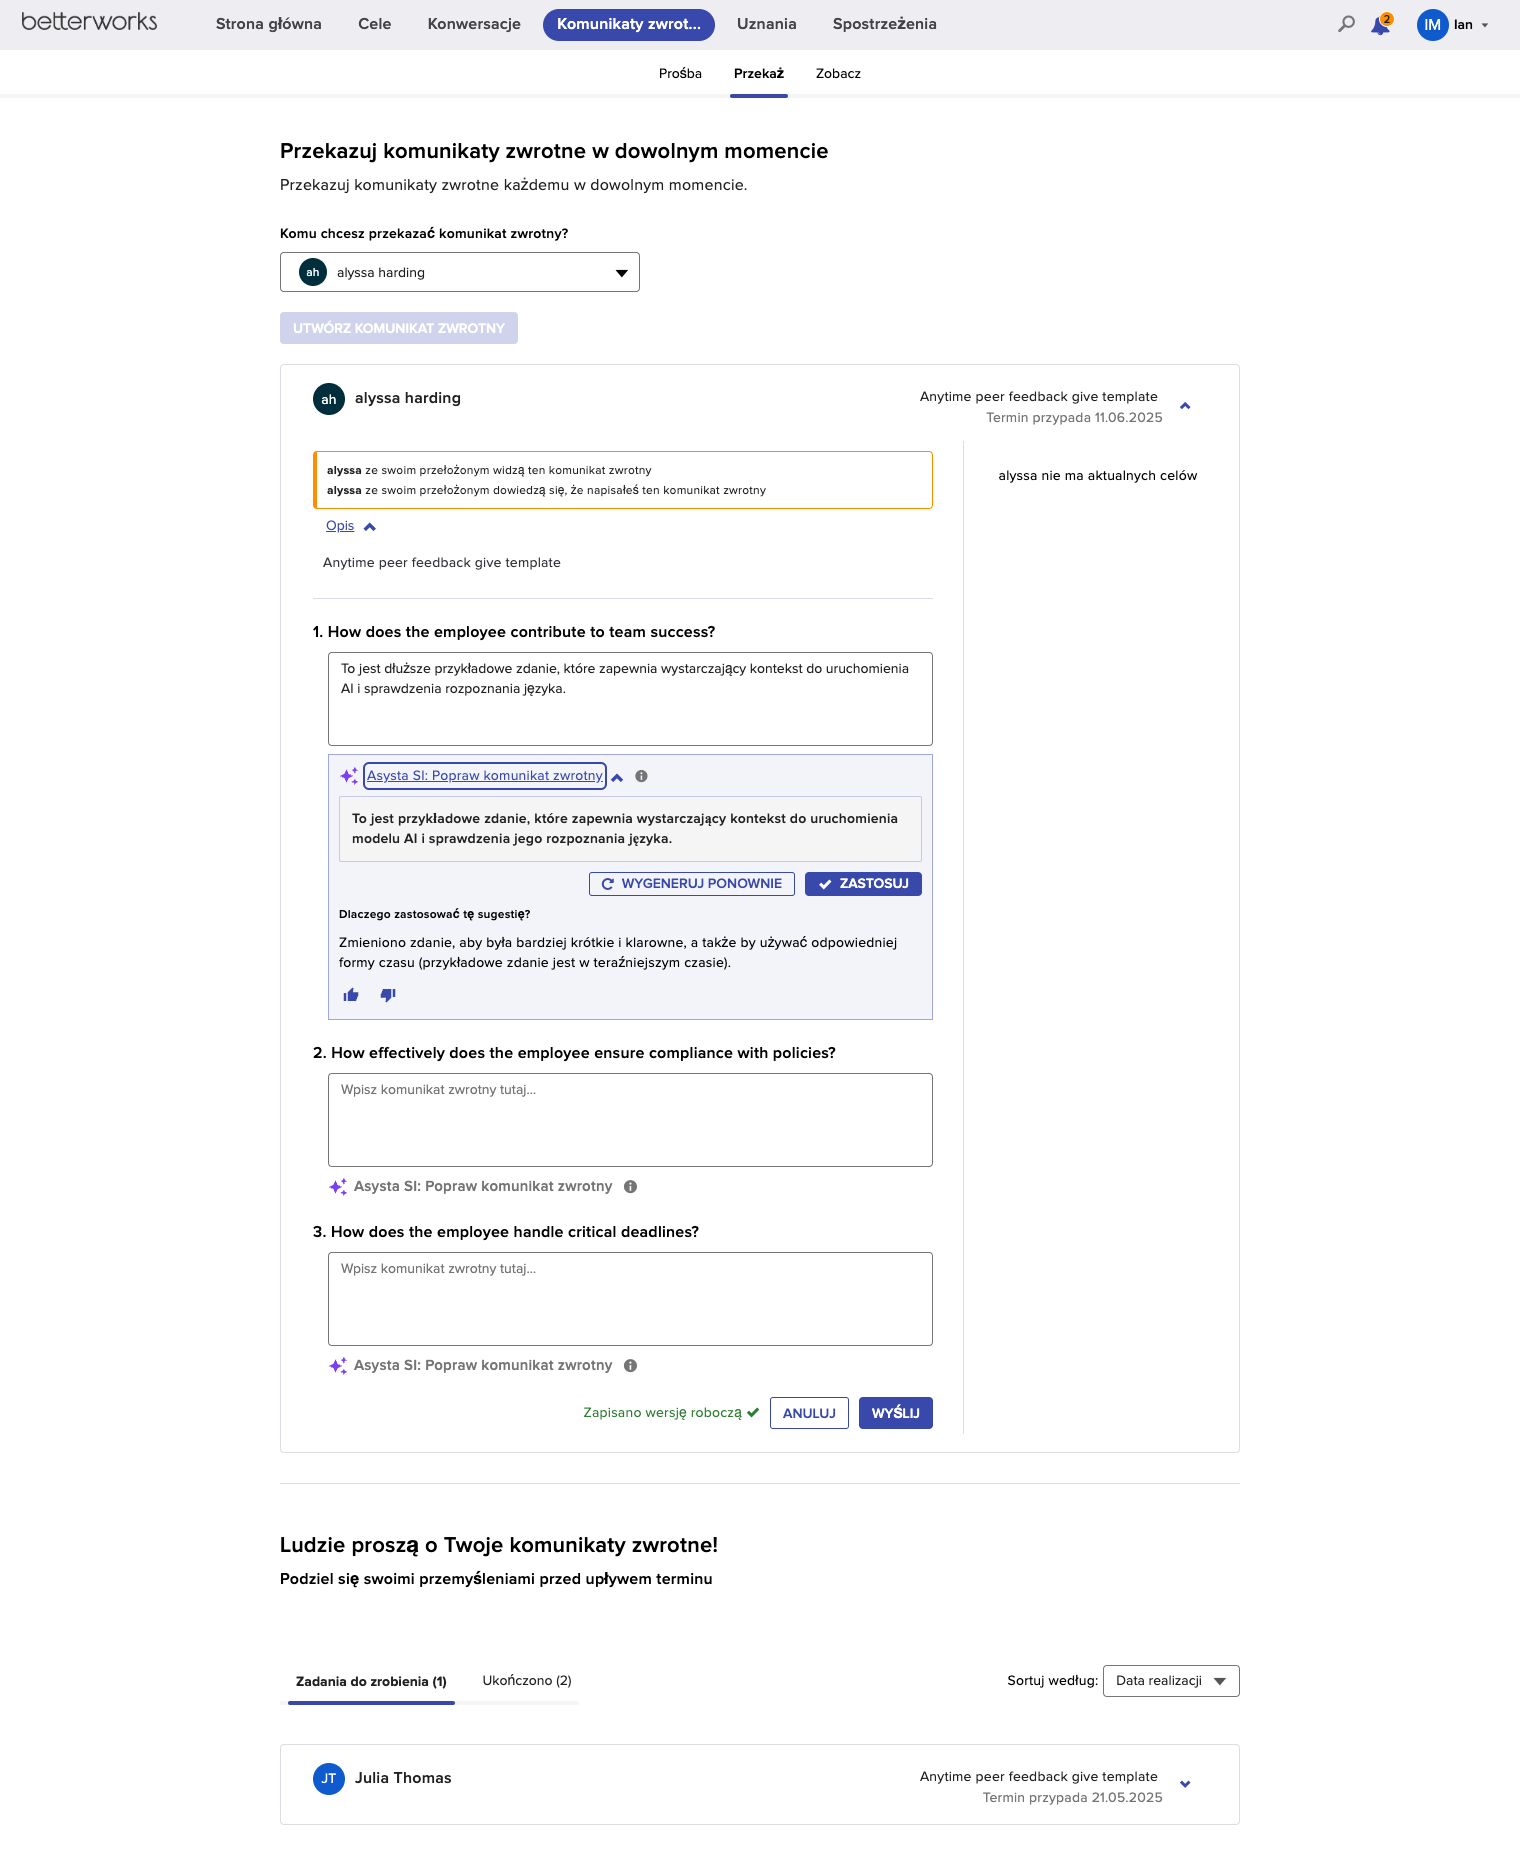 betterworks
Strona główna
Cele
Konwersacje
Komunikaty zwrot...
Uznania
Spostrzeżenia
2
IM
Ian
Prośba
Przekaż
Zobacz
Przekazuj komunikaty zwrotne w dowolnym momencie
Przekazuj komunikaty zwrotne każdemu w dowolnym momencie.
Komu chcesz przekazać komunikat zwrotny?
ah
alyssa harding
UTWÓRZ KOMUNIKAT ZWROTNY
ah
alyssa harding
Anytime peer feedback give template
Termin przypada 11.06.2025
alyssa ze swoim przełożonym widzą ten komunikat zwrotny
alyssa ze swoim przełożonym dowiedzą się, że napisałeś ten komunikat zwrotny
alyssa nie ma aktualnych celów
Opis
Anytime peer feedback give template
1. How does the employee contribute to team success?
To jest dłuższe przykładowe zdanie, które zapewnia wystarczający kontekst do uruchomienia
AI i sprawdzenia rozpoznania języka.
Asysta SI: Popraw komunikat zwrotny
To jest przykładowe zdanie, które zapewnia wystarczający kontekst do uruchomienia
modelu AI i sprawdzenia jego rozpoznania języka.
WYGENERUJ PONOWNIE
ZASTOSUJ
Dlaczego zastosować tę sugestię?
Zmieniono zdanie, aby była bardziej krótkie i klarowne, a także by używać odpowiedniej
formy czasu (przykładowe zdanie jest w teraźniejszym czasie).
2. How effectively does the employee ensure compliance with policies?
Wpisz komunikat zwrotny tutaj...
Asysta SI: Popraw komunikat zwrotny
3. How does the employee handle critical deadlines?
Wpisz komunikat zwrotny tutaj...
Asysta SI: Popraw komunikat zwrotny
Zapisano wersję roboczą
ANULUJ
WYŚLIJ
Ludzie proszą o Twoje komunikaty zwrotne!
Podziel się swoimi przemyśleniami przed upływem terminu
Zadania do zrobienia (1)
Ukończono (2)
Sortuj według:
Data realizacji
JT
Julia Thomas
Anytime peer feedback give template
Termin przypada 21.05.2025